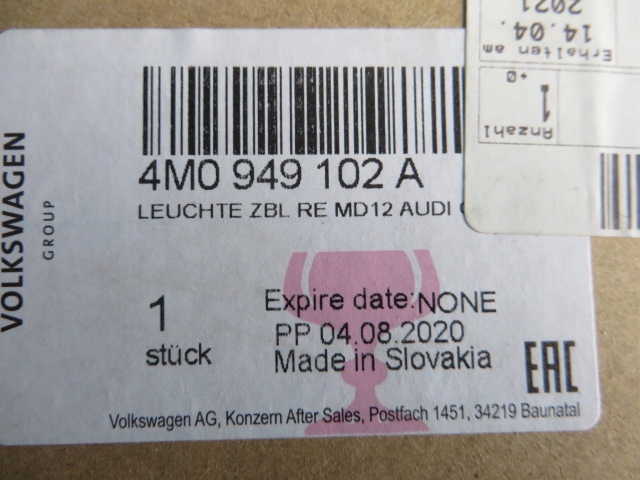 VOLKSWAGEN
GROUP
4M0 949 102 A
LEUCHTE ZBL RE MD12 AUDI
1
stück
Expire date:NONE
PP 04.08.2020
Made in Slovakia
EAC
Volkswagen AG, Konzern After Sales, Postfach 1451, 34219 Baunatal
Anzahl
1
+0
Erhalten am
14.04.
2021